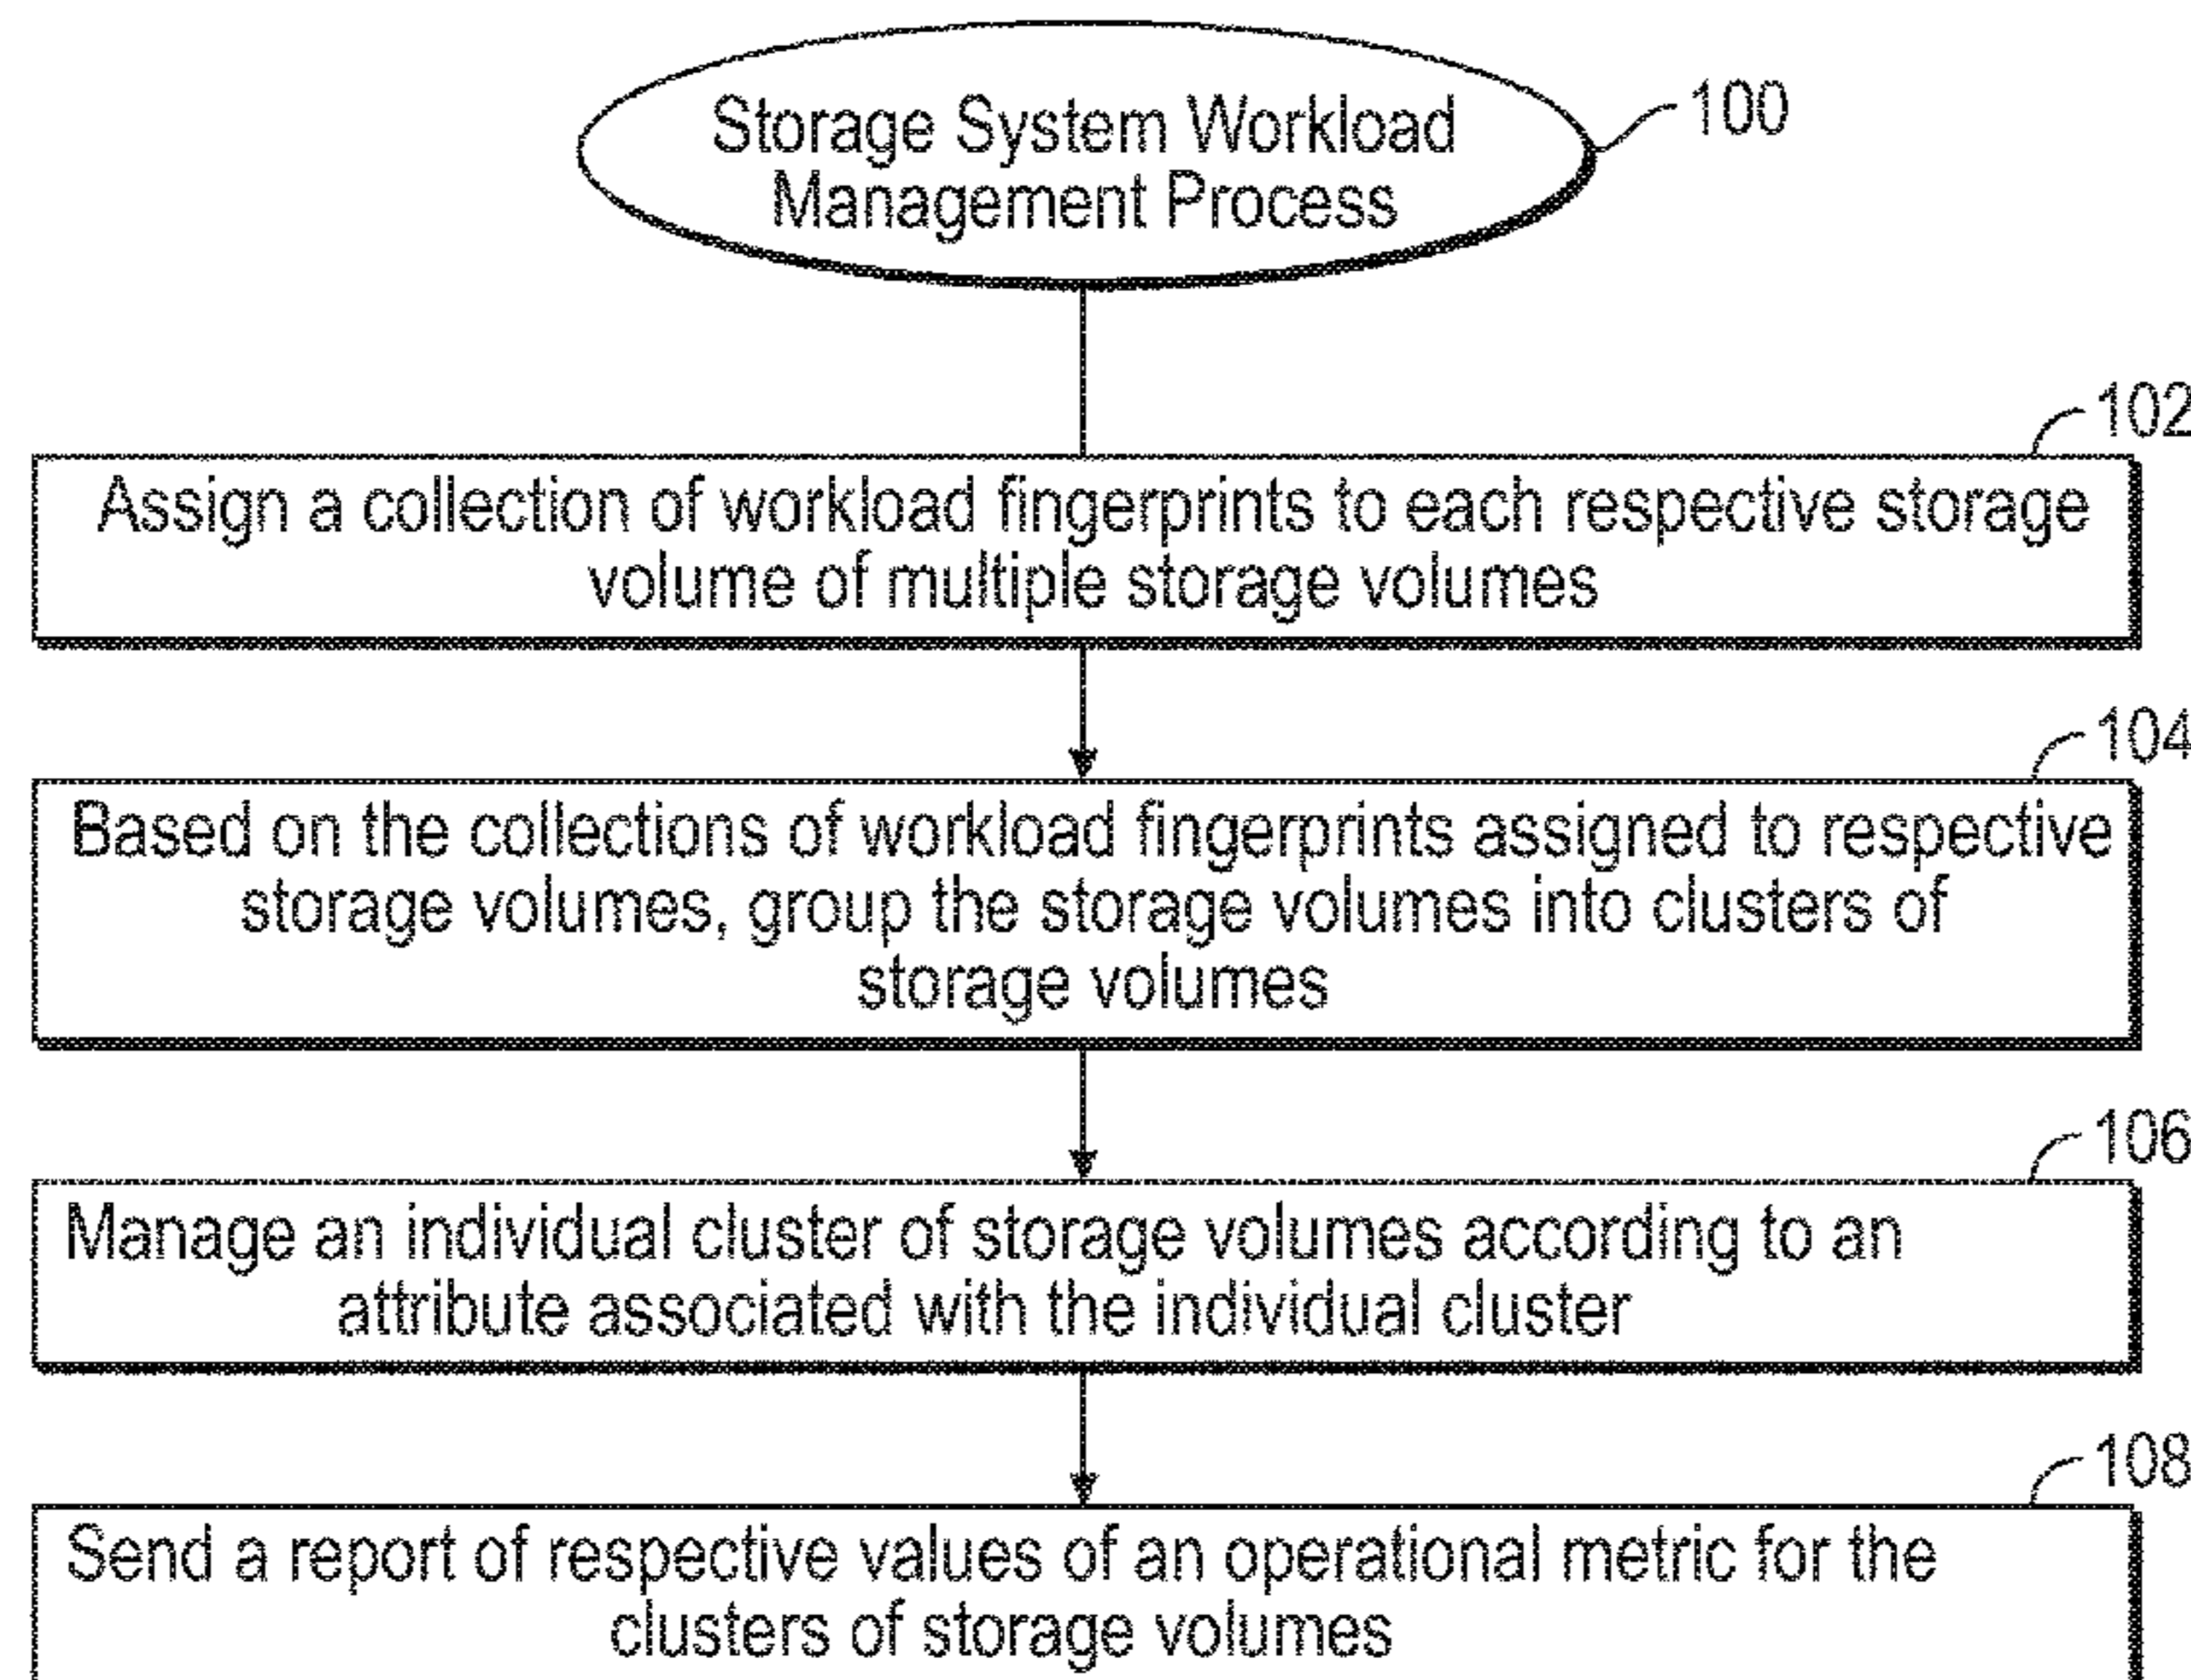 Storage System Workload
Management Process
100
102
Assign a collection of workload fingerprints to each respective storage
volume of multiple storage volumes
104
Based on the collections of workload fingerprints assigned to respective
storage volumes, group the storage volumes into clusters of
storage volumes
106
Manage an individual cluster of storage volumes according to an
attribute associated with the individual cluster
108
Send a report of respective values of an operational metric for the
clusters of storage volumes